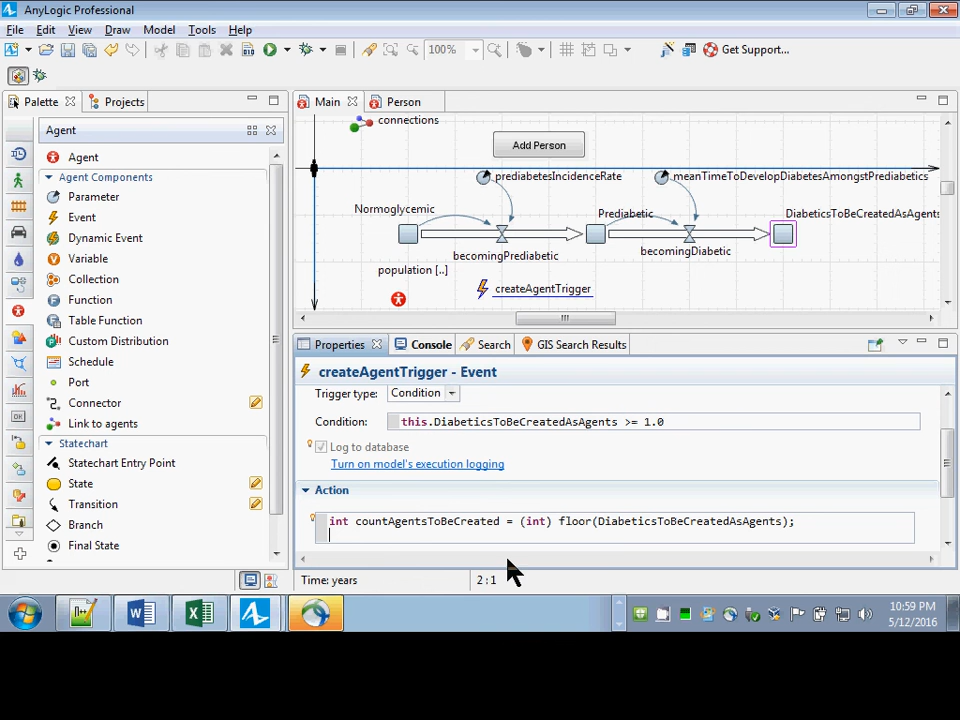 AnyLogic Professional
File Edit View Draw Model Tools Help
100% Get Support...
Palette Projects
Agent
Agent
Agent Components
Parameter
Event
Dynamic Event
Variable
Collection
Function
Table Function
Custom Distribution
Schedule
Port
Connector
Link to agents
Statechart
Statechart Entry Point
State
Transition
Branch
Final State
Main Person
connections
Add Person
prediabetesIncidenceRate
meanTimeToDevelopDiabetesAmongstPrediabetics
Normoglycemic
Prediabetic
DiabeticsToBeCreatedAsAgents
becomingPrediabetic
becomingDiabetic
population [..]
createAgentTrigger
Properties Console Search GIS Search Results
createAgentTrigger - Event
Trigger type: Condition
Condition: this.DiabeticsToBeCreatedAsAgents >= 1.0
Log to database
Turn on model's execution logging
Action
int countAgentsToBeCreated = (int) floor(DiabeticsToBeCreatedAsAgents);
Time: years 2 : 1
10:59 PM
5/12/2016